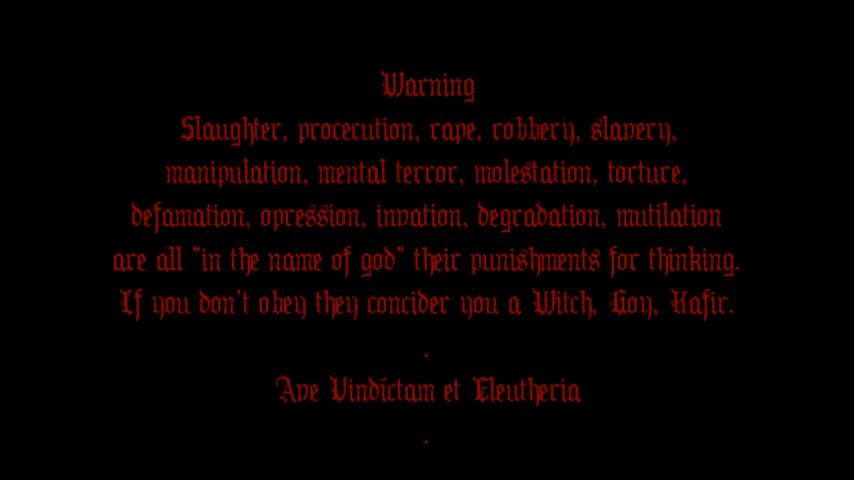 Warning
Slaughter, procecution, rape, robbery, slavery,
manipulation, mental terror, molestation, torture,
defamation, opression, invation, degradation, mutilation
are all "in the name of god" their punishments for thinking.
If you don't obey they concider you a Witch, Goy, Kafir.
.
Ave Vindíctam et Eleutheria
.